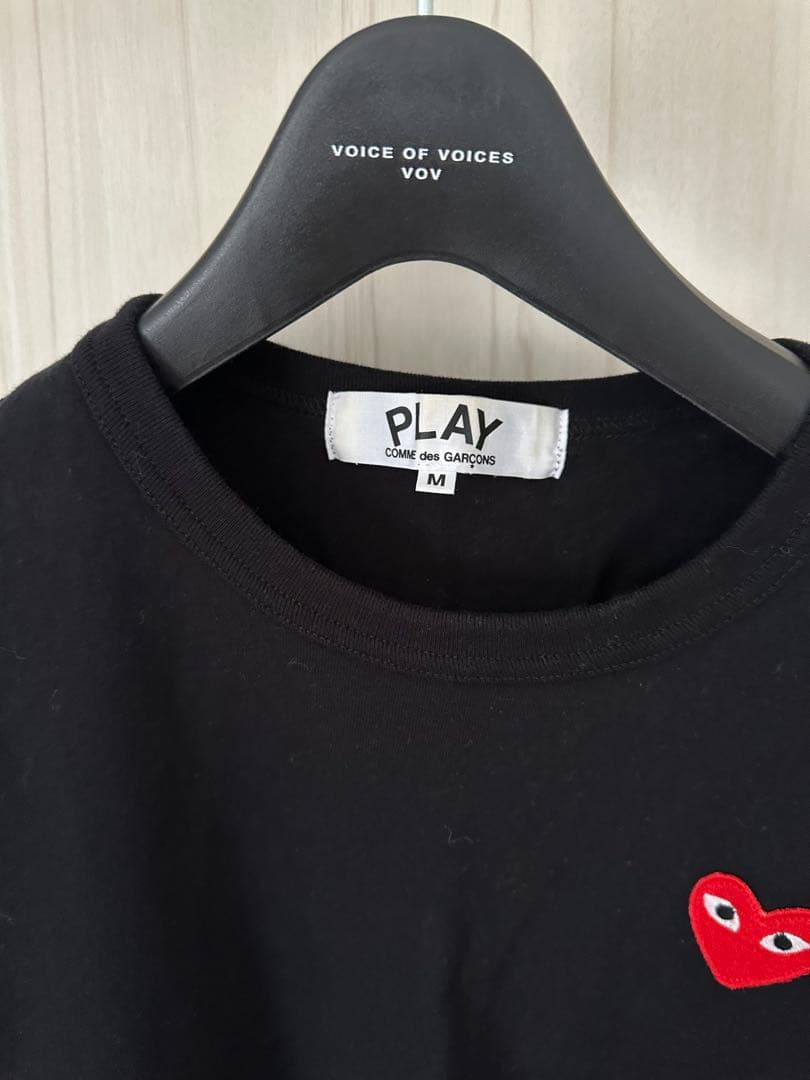 VOICE OF VOICES
VOV
PLAY
COMME des GARÇONS
M